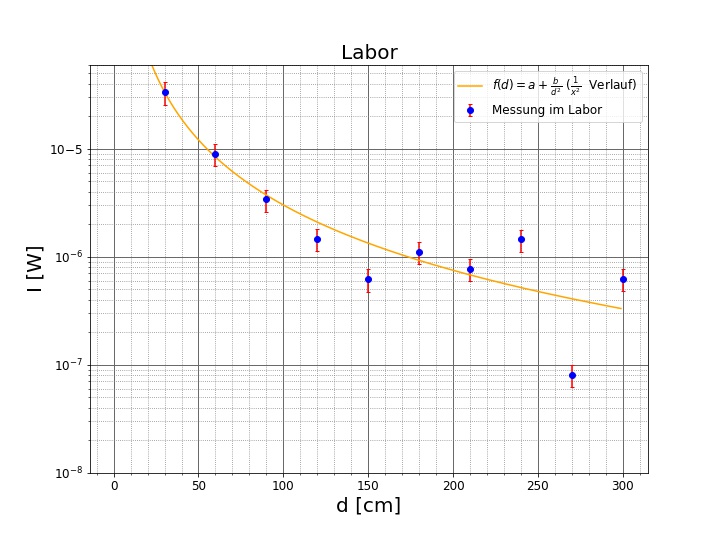 Labor
f(d) = a + b/d² (1/x² Verlauf)
Messung im Labor
I [W]
10−5
10−6
10−7
10−8
0 50 100 150 200 250 300
d [cm]